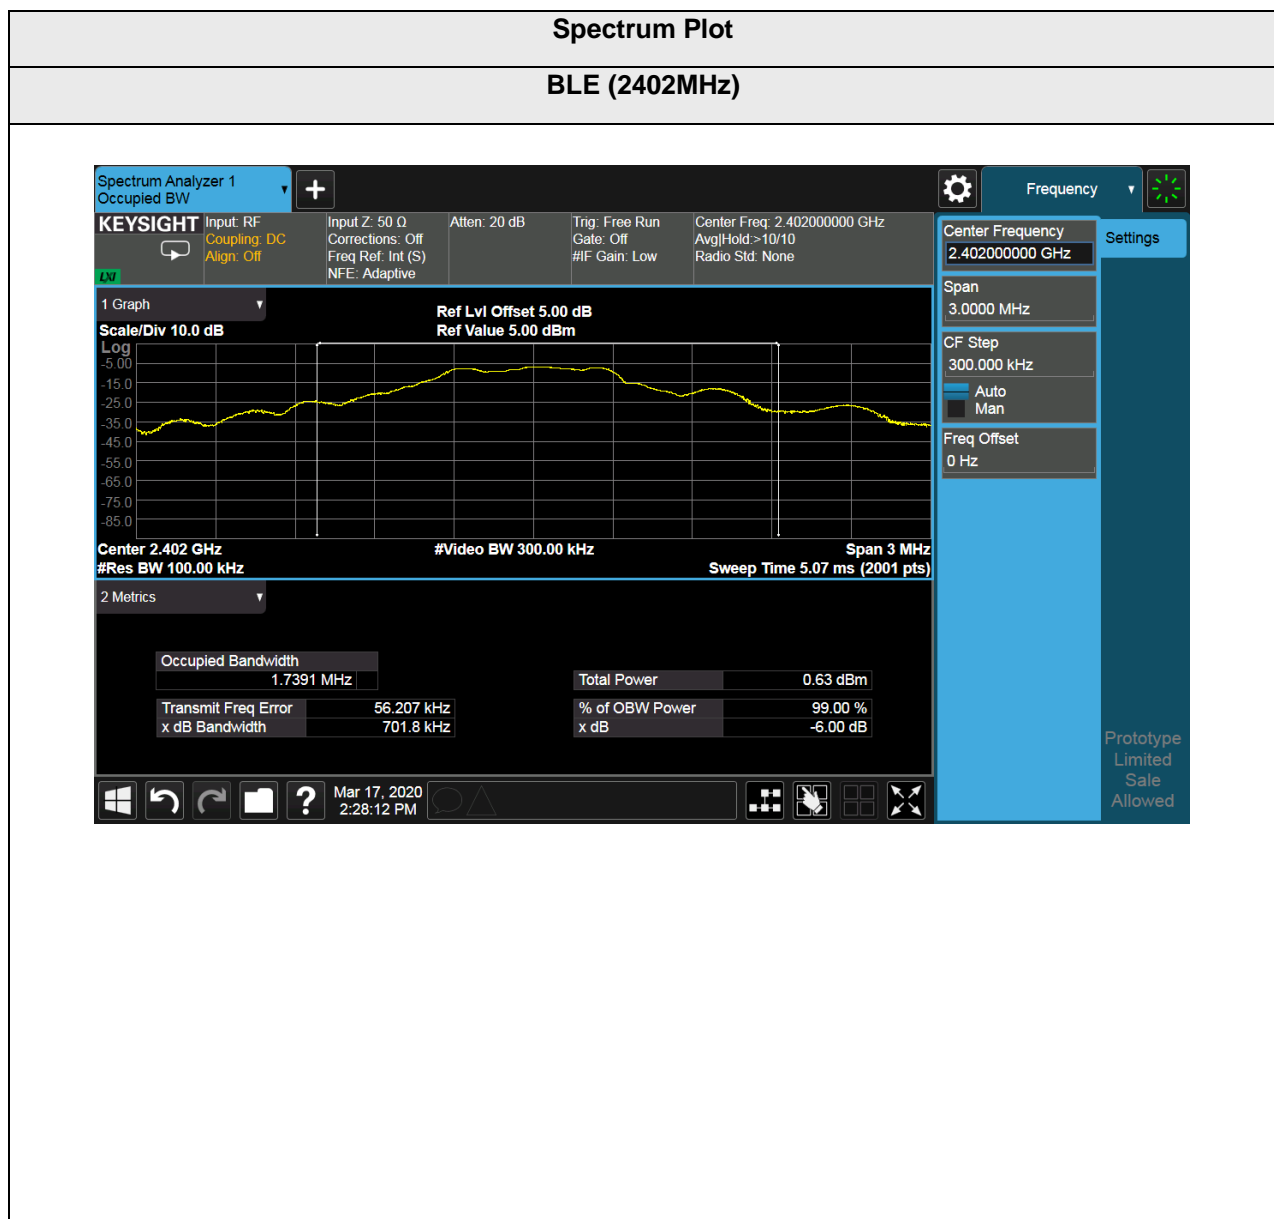 Spectrum Plot
BLE (2402MHz)
Spectrum Analyzer 1
Occupied BW
Frequency
KEYSIGHT
LXI
Input: RF
Coupling: DC
Align: Off
Input Z: 50 Ω
Corrections: Off
Freq Ref: Int (S)
NFE: Adaptive
Atten: 20 dB
Trig: Free Run
Gate: Off
#IF Gain: Low
Center Freq: 2.402000000 GHz
Avg|Hold:>10/10
Radio Std: None
Center Frequency
2.402000000 GHz
Settings
Span
3.0000 MHz
CF Step
300.000 kHz
Auto
Man
Freq Offset
0 Hz
1 Graph
Scale/Div 10.0 dB
Ref Lvl Offset 5.00 dB
Ref Value 5.00 dBm
Log
-5.00
-15.0
-25.0
-35.0
-45.0
-55.0
-65.0
-75.0
-85.0
Center 2.402 GHz
#Video BW 300.00 kHz
Span 3 MHz
#Res BW 100.00 kHz
Sweep Time 5.07 ms (2001 pts)
2 Metrics
Occupied Bandwidth
1.7391 MHz
Total Power 0.63 dBm
Transmit Freq Error 56.207 kHz
% of OBW Power 99.00 %
x dB Bandwidth 701.8 kHz
x dB -6.00 dB
Prototype
Limited
Sale
Allowed
?
Mar 17, 2020
2:28:12 PM